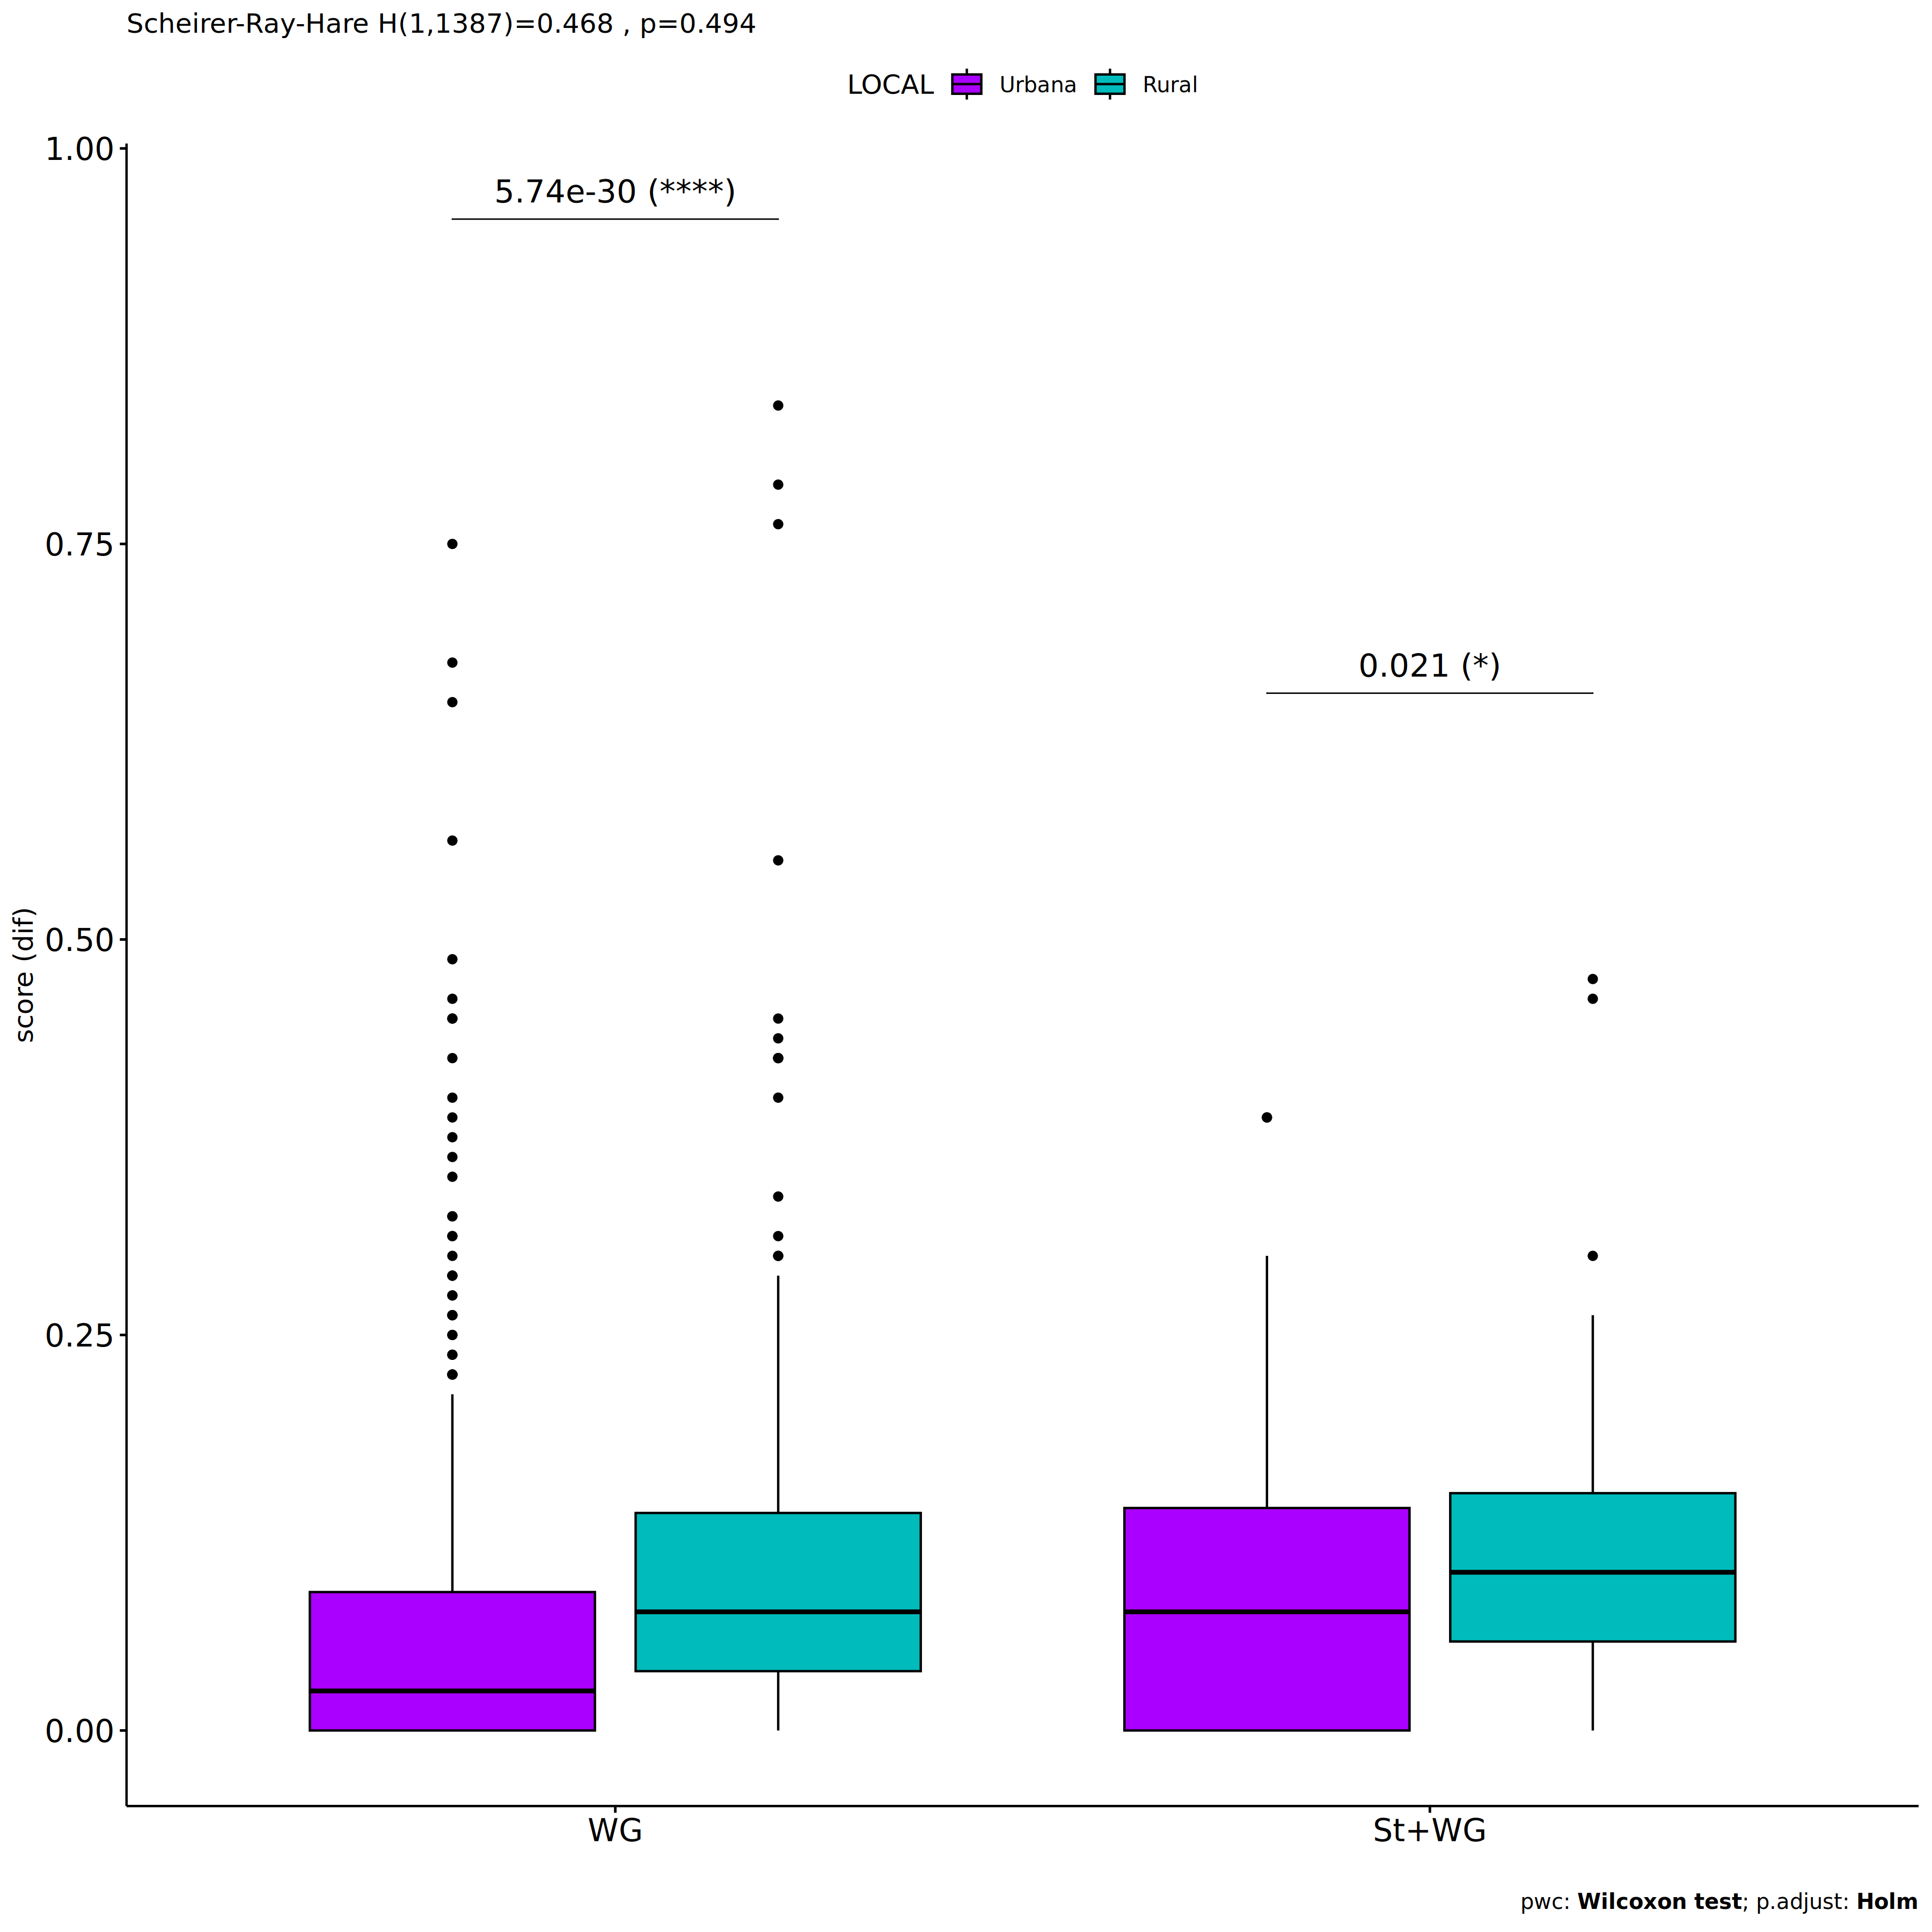 Scheirer-Ray-Hare H(1,1387)=0.468 , p=0.494
LOCAL Urbana Rural
1.00
5.74e-30 (****)
0.75
0.021 (*)
0.50
score (dif)
0.25
0.00
WG St+WG
pwc: Wilcoxon test; p.adjust: Holm